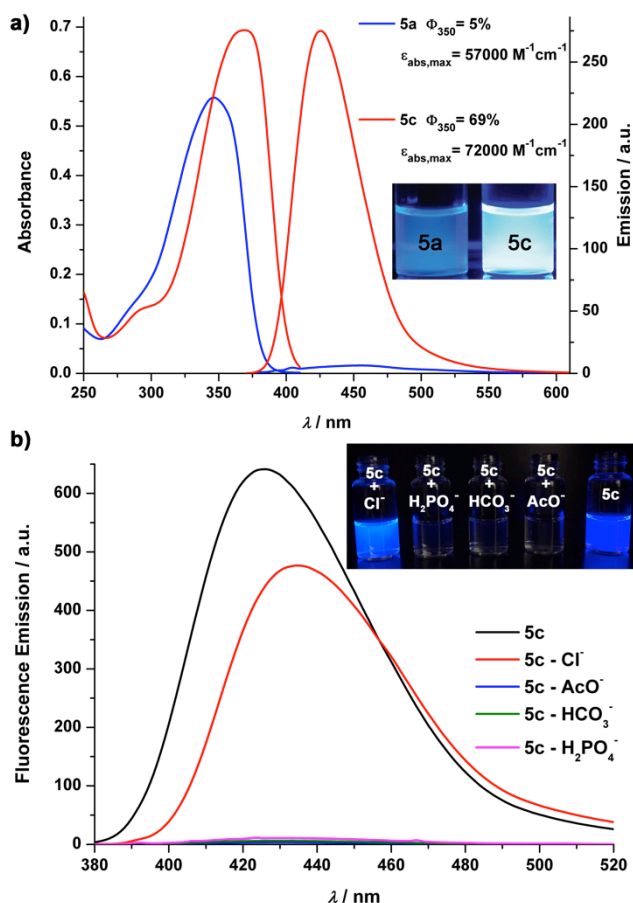 a)
5a Φ350 = 5%
εabs,max = 57000 M⁻¹cm⁻¹
5c Φ350 = 69%
εabs,max = 72000 M⁻¹cm⁻¹
5a 5c
Absorbance
0.7
0.6
0.5
0.4
0.3
0.2
0.1
0.0
Emission / a.u.
250
200
150
100
50
0
250 300 350 400 450 500 550 600
λ / nm
b)
5c + Cl⁻
5c + H₂PO₄⁻
5c + HCO₃⁻
5c + AcO⁻
5c
Fluorescence Emission / a.u.
600
500
400
300
200
100
0
5c
5c - Cl⁻
5c - AcO⁻
5c - HCO₃⁻
5c - H₂PO₄⁻
380 400 420 440 460 480 500 520
λ / nm